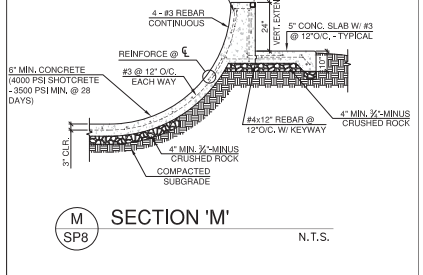 4 - #3 REBAR
CONTINUOUS
24"
VERT. EXTEN
5" CONC. SLAB W/ #3
@ 12"O/C, - TYPICAL
10"
REINFORCE @ ℄
#3 @ 12" O/C.
EACH WAY
6" MIN. CONCRETE
(4000 PSI SHOTCRETE
- 3500 PSI MIN. @ 28
DAYS)
4" MIN. ¾"-MINUS
CRUSHED ROCK
#4x12" REBAR @
12"O/C. W/ KEYWAY
3" CLR.
4" MIN. ¾"-MINUS
CRUSHED ROCK
COMPACTED
SUBGRADE
M
SP8
SECTION 'M'
N.T.S.